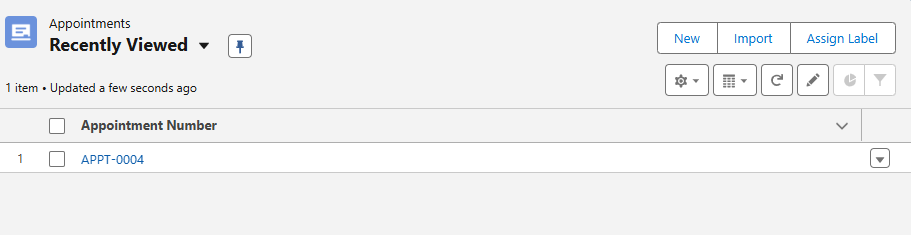 Appointments
Recently Viewed
New Import Assign Label
1 item • Updated a few seconds ago
Appointment Number
1 APPT-0004